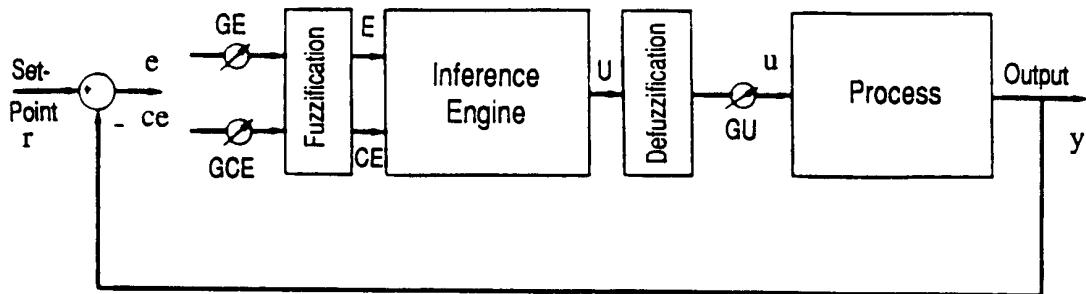 Set-
Point
r
+
-
e
ce
GE
GCE
Fuzzification
E
CE
Inference
Engine
U
Defuzzification
GU
u
Process
Output
y